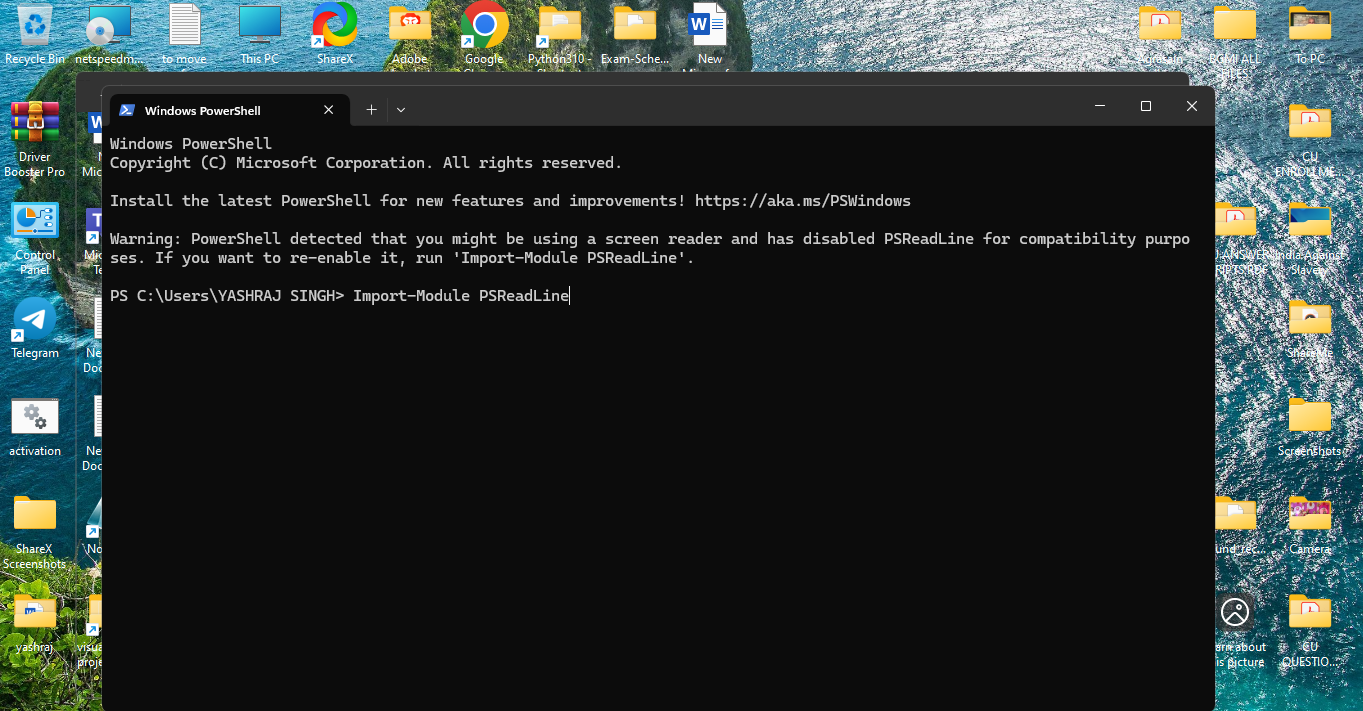 Recycle Bin
netspeedm...
to move
This PC
ShareX
Adobe
Google
Python310 -
Exam-Sche...
New
To PC
Driver
Booster Pro
Windows PowerShell
Windows PowerShell
Copyright (C) Microsoft Corporation. All rights reserved.
Install the latest PowerShell for new features and improvements! https://aka.ms/PSWindows
Warning: PowerShell detected that you might be using a screen reader and has disabled PSReadLine for compatibility purpo
ses. If you want to re-enable it, run 'Import-Module PSReadLine'.
PS C:\Users\YASHRAJ SINGH> Import-Module PSReadLine
CU
ENROLLME...
Control
Panel
India Against
Slavery
Telegram
ShareMe
activation
Screenshots
ShareX
Screenshots
Camera
yashraj
CU
QUESTIO...